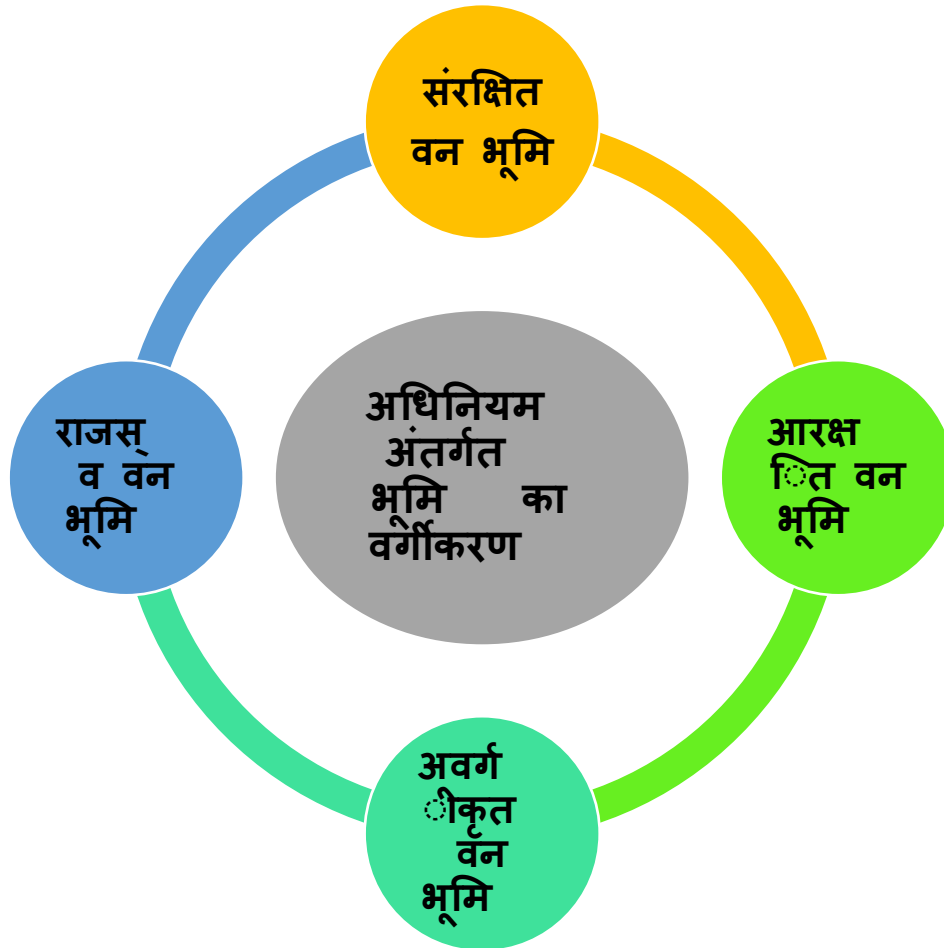 संरक्षित
वन भूमि
राजस्
व वन
भूमि
अधिनियम
अंतर्गत
भूमि का
वर्गीकरण
आरक्ष
ित वन
भूमि
अवर्ग
ीकृत
वन
भूमि